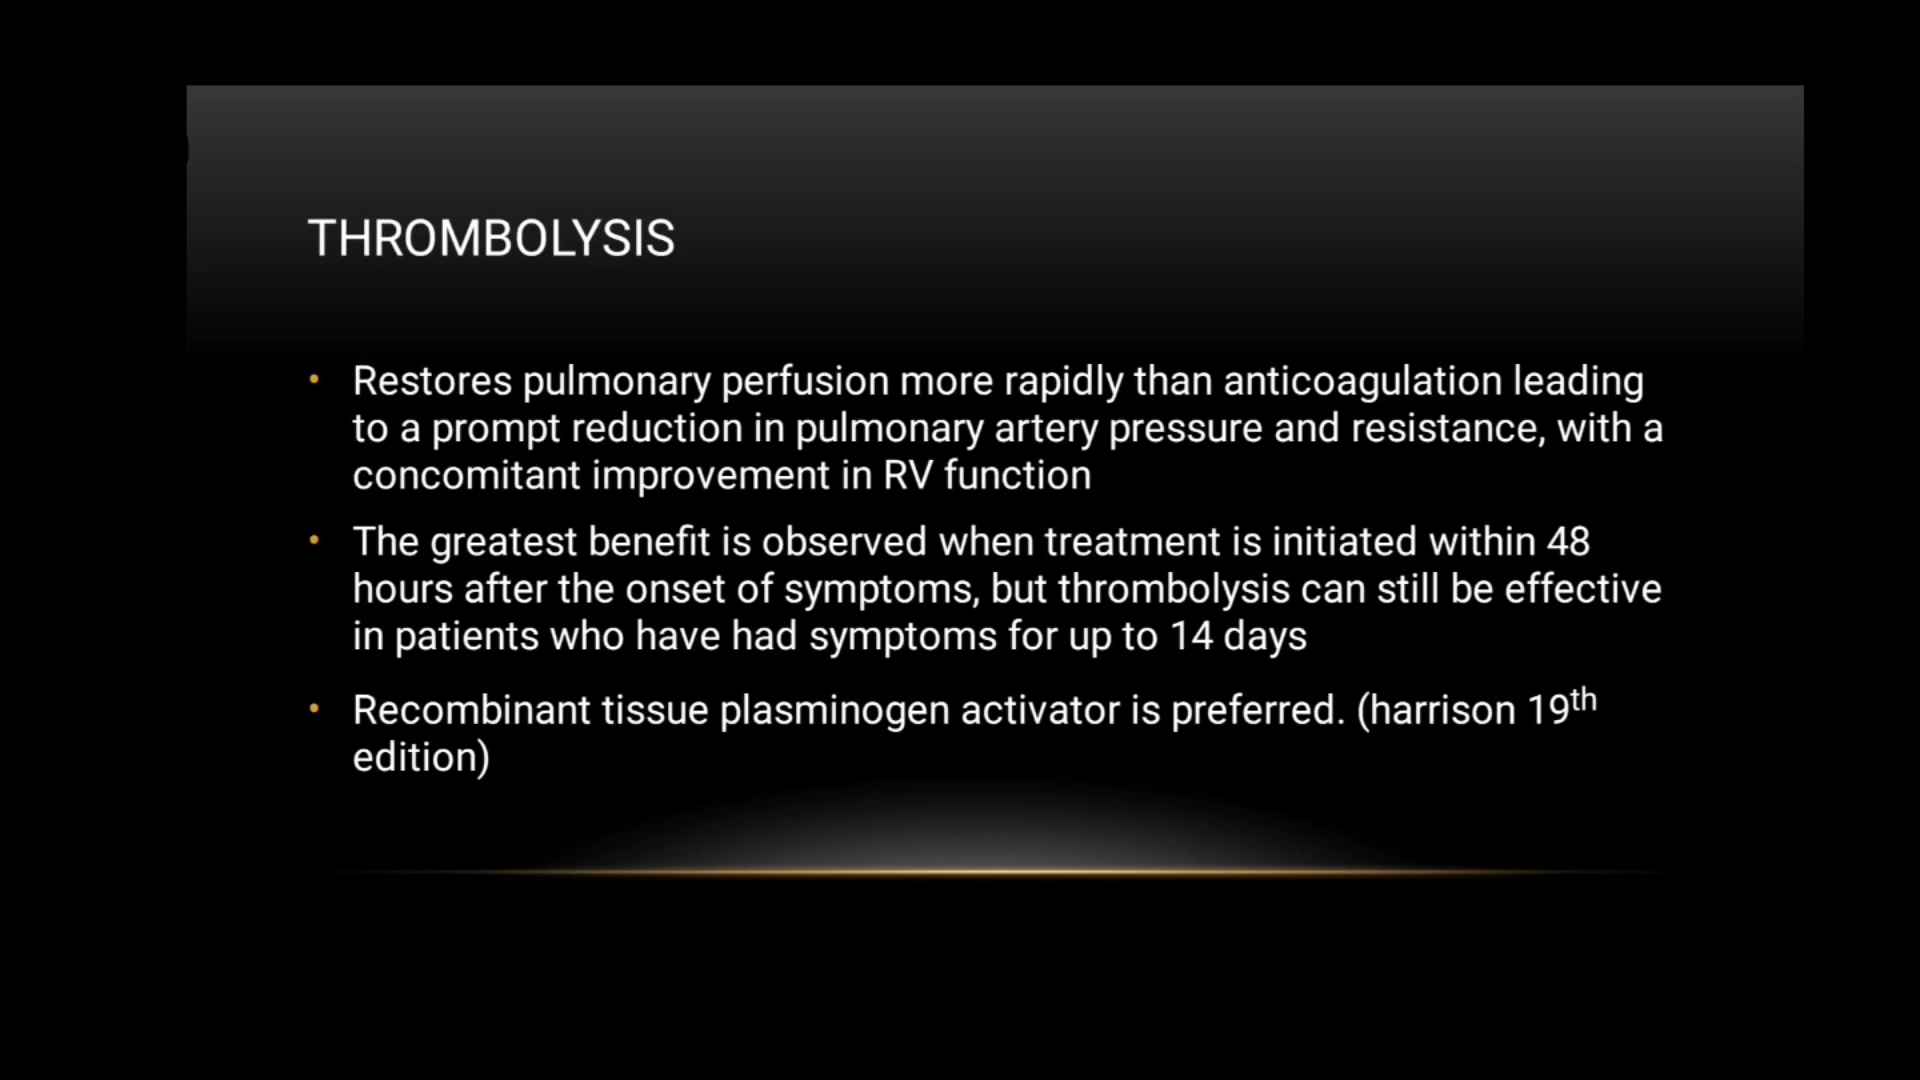 THROMBOLYSIS
• Restores pulmonary perfusion more rapidly than anticoagulation leading
to a prompt reduction in pulmonary artery pressure and resistance, with a
concomitant improvement in RV function
• The greatest benefit is observed when treatment is initiated within 48
hours after the onset of symptoms, but thrombolysis can still be effective
in patients who have had symptoms for up to 14 days
• Recombinant tissue plasminogen activator is preferred. (harrison 19th
edition)